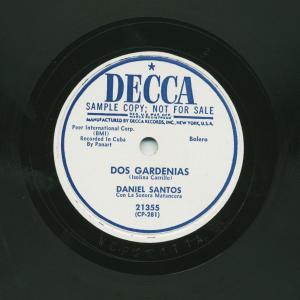 DECCA
SAMPLE COPY; NOT FOR SALE
MANUFACTURED BY DECCA RECORDS, INC., NEW YORK, U.S.A.
Peer International Corp.
(BMI)
Recorded In Cuba
By Panart
Bolero
DOS GARDENIAS
(Isolina Carrillo)
DANIEL SANTOS
Con La Sonora Matancera
21355
(CP-281)